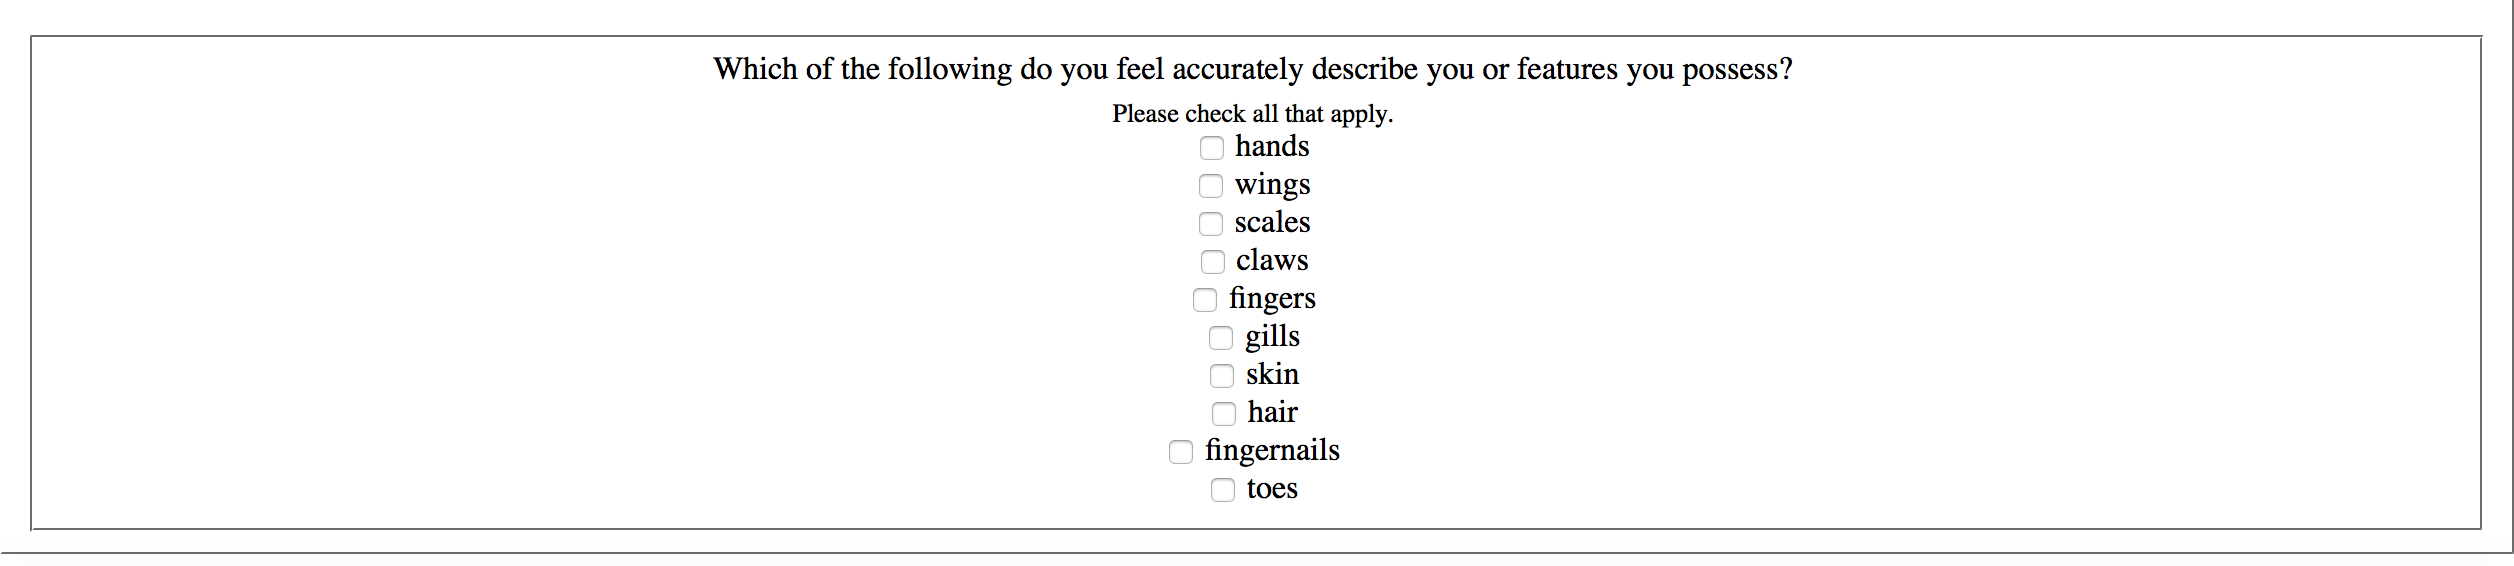 Which of the following do you feel accurately describe you or features you possess?
Please check all that apply.
hands
wings
scales
claws
fingers
gills
skin
hair
fingernails
toes